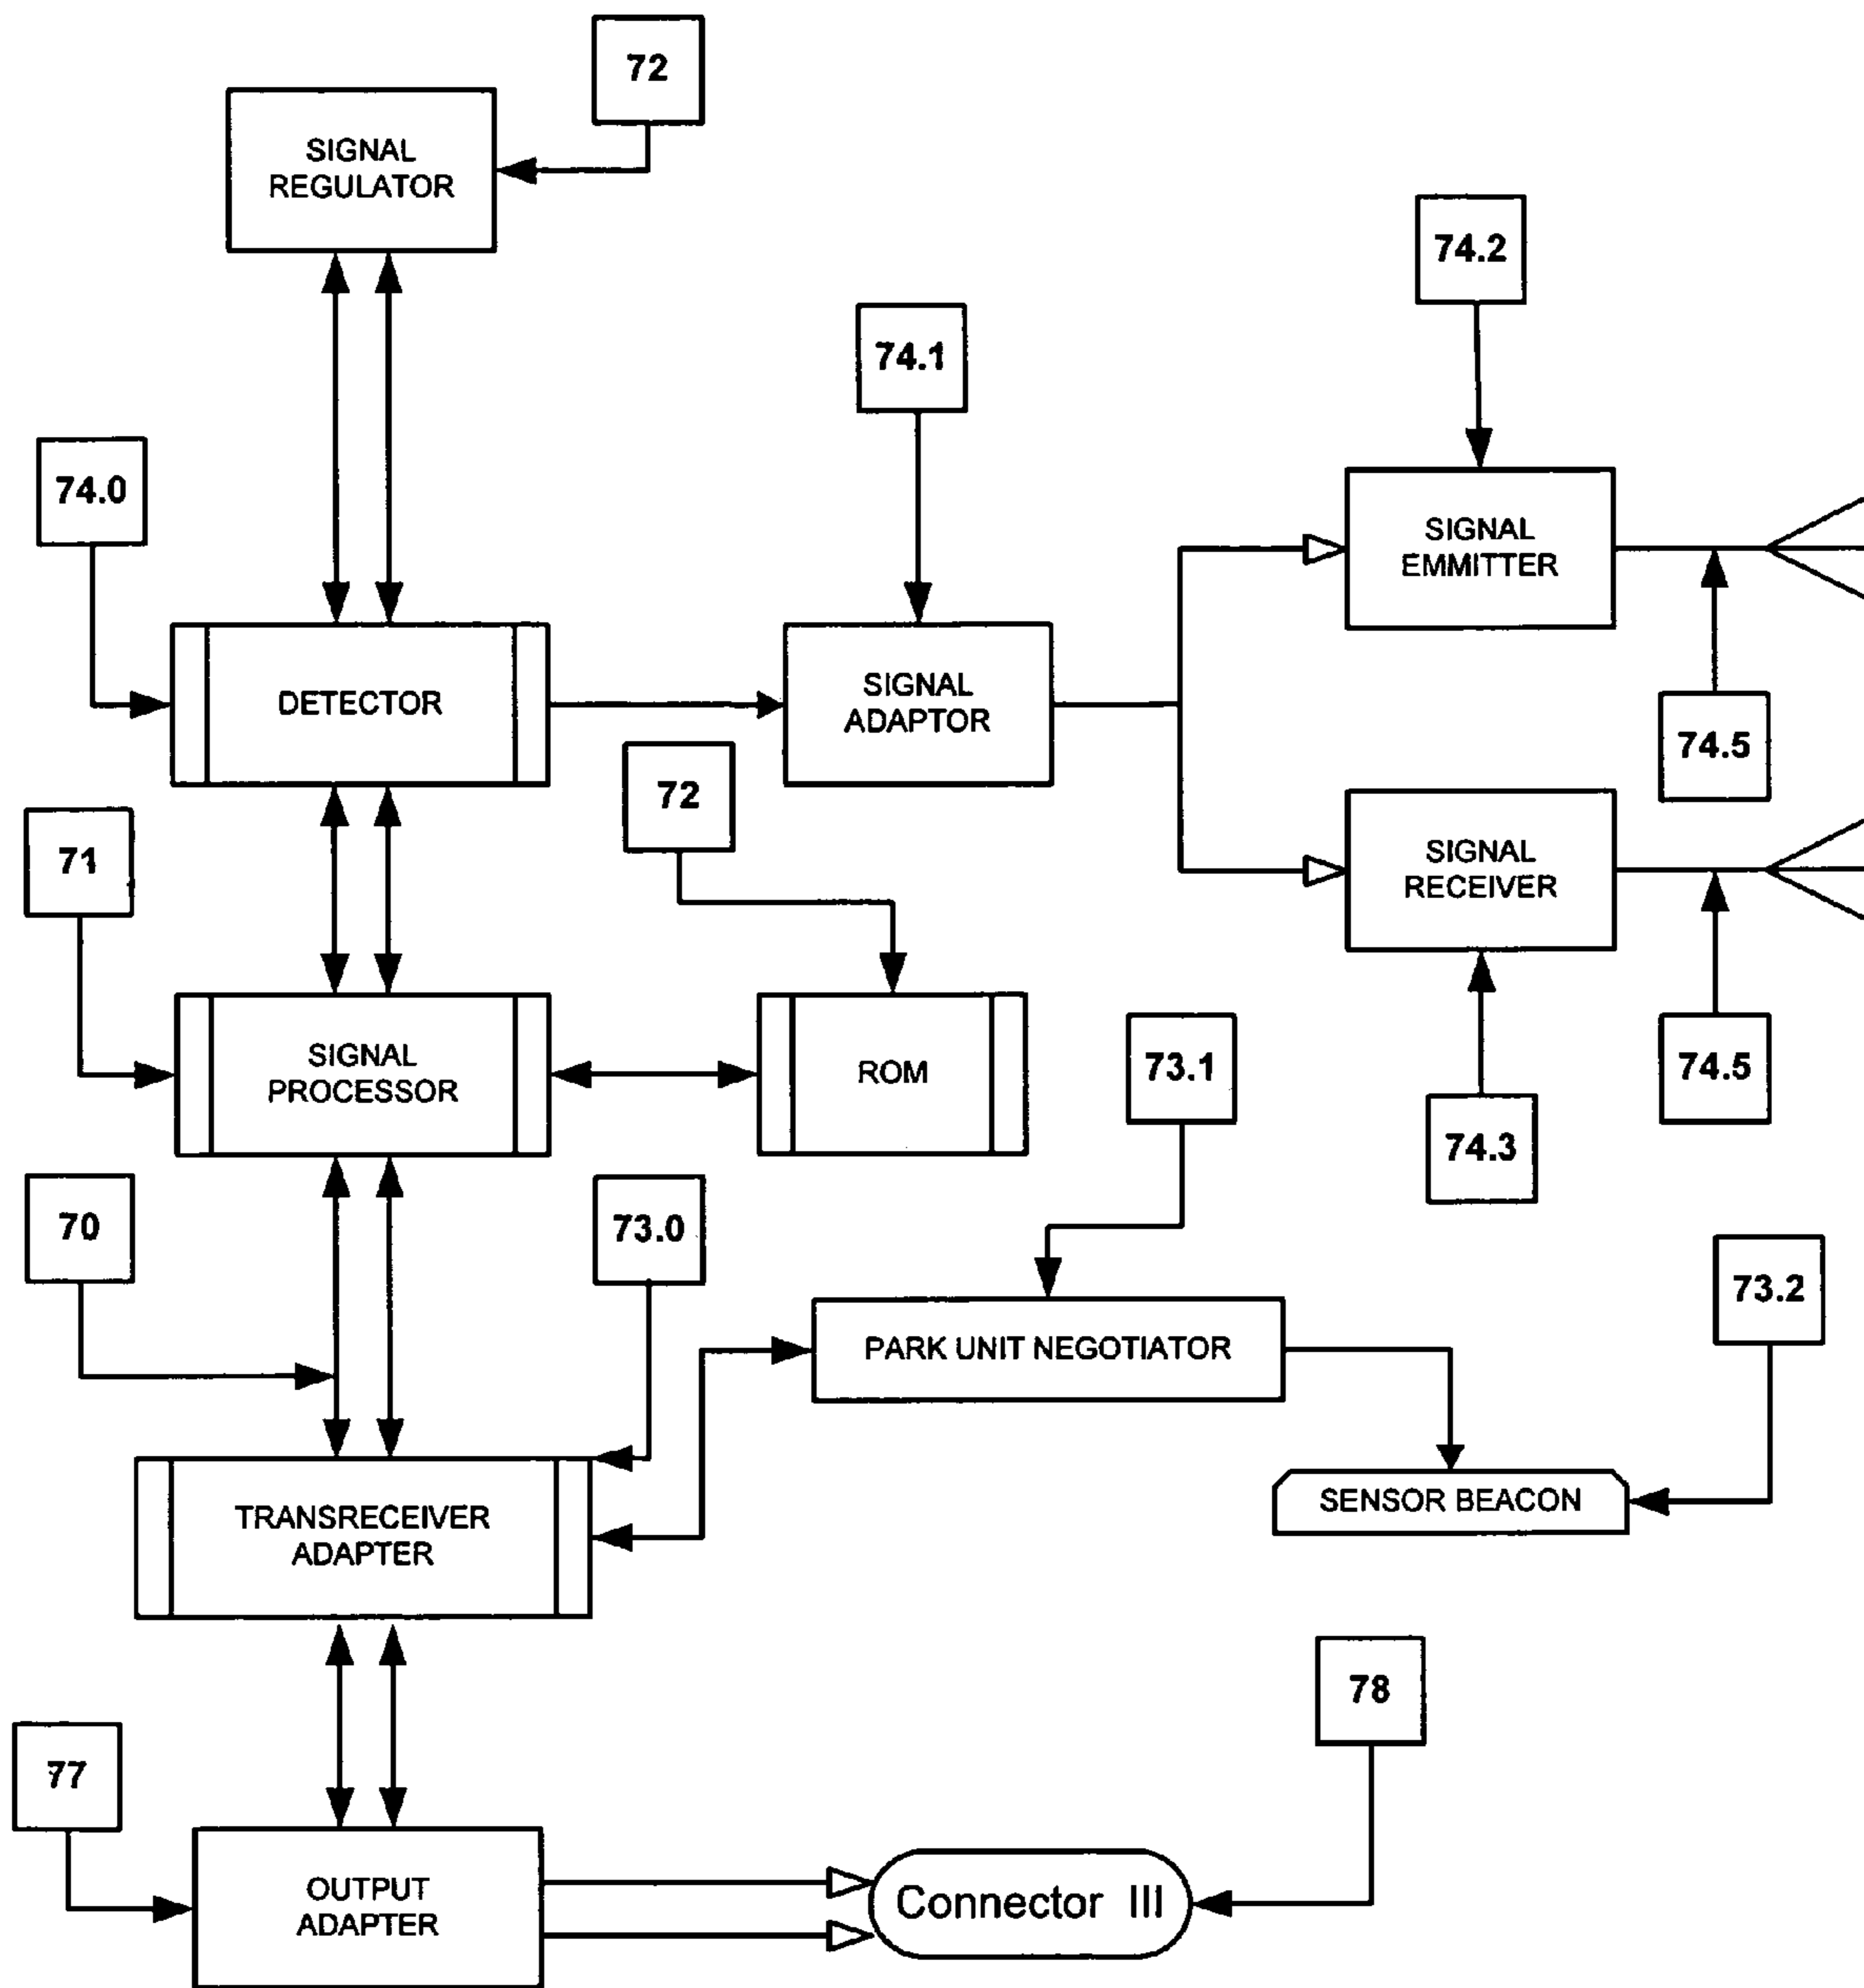 72
SIGNAL
REGULATOR
74.2
74.1
74.0
SIGNAL
EMMITTER
DETECTOR
SIGNAL
ADAPTOR
74.5
72
71
SIGNAL
RECEIVER
SIGNAL
PROCESSOR
ROM
73.1
74.5
74.3
70
73.0
73.2
PARK UNIT NEGOTIATOR
SENSOR BEACON
TRANSRECEIVER
ADAPTER
78
77
OUTPUT
ADAPTER
Connector III